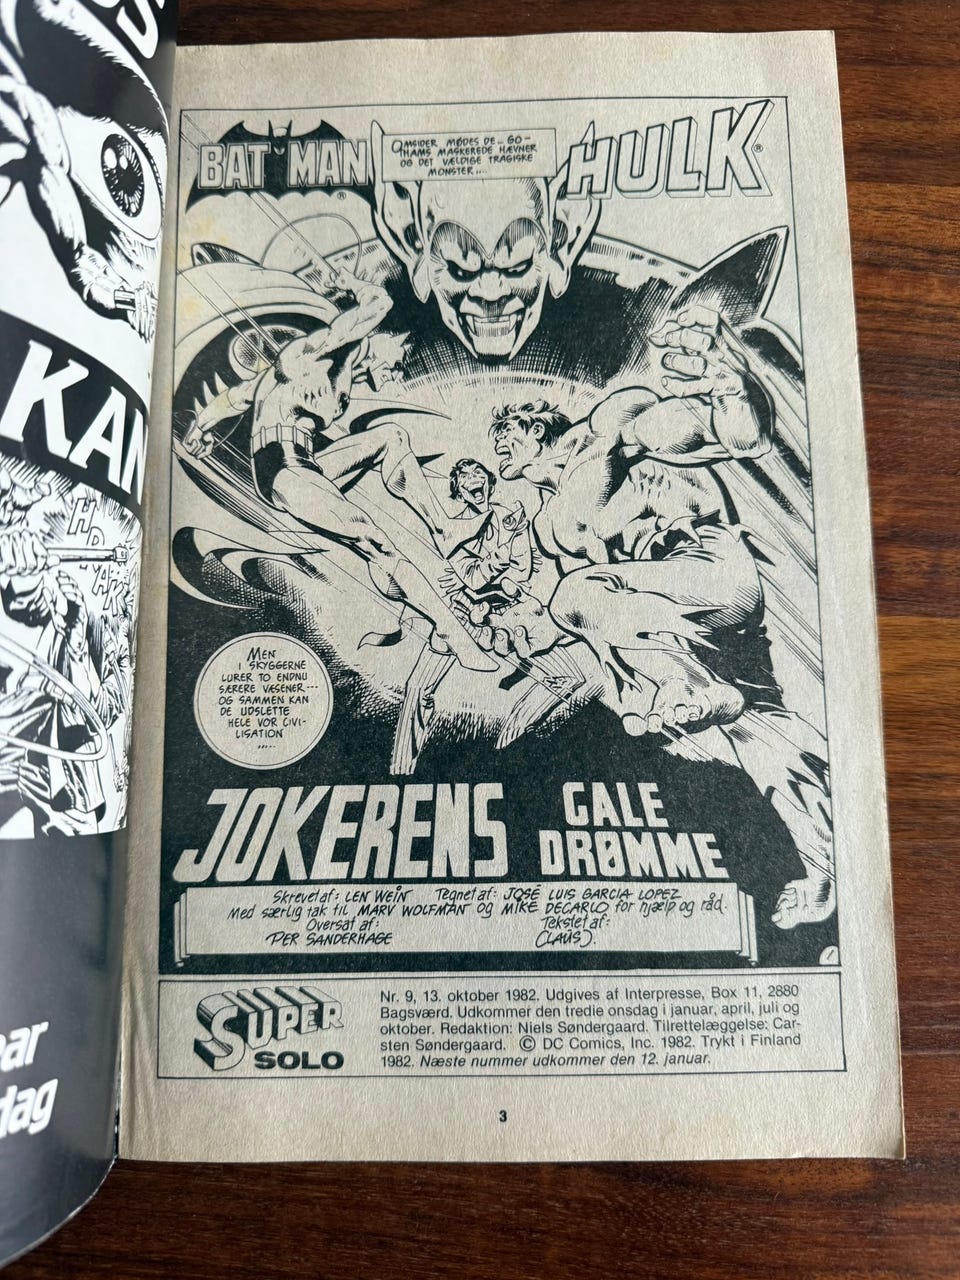 BATMAN®
OMSIDER MØDES DE... GO-
THAMS MASKEREDE HÆVNER
OG DET VÆLDIGE TRAGISKE
MONSTER....
HULK®
KAN
MEN
I SKYGGERNE
LURER TO ENDNU
SÆRERE VÆSENER...
OG SAMMEN KAN
DE UDSLETTE
HELE VOR CIVI-
LISATION
.....
JOKERENS
GALE
DRØMME
Skrevet af: LEN WEIN Tegnet af: JOSÉ LUIS GARCIA LOPEZ
Med særlig tak til MARV WOLFMAN og MIKE DECARLO for hjælp og råd.
Oversat af: Tekstet af:
PER SANDERHAGE CLAUS).
1
SUPER
SOLO
Nr. 9, 13. oktober 1982. Udgives af Interpresse, Box 11, 2880
Bagsværd. Udkommer den tredie onsdag i januar, april, juli og
oktober. Redaktion: Niels Søndergaard. Tilrettelæggelse: Car-
sten Søndergaard. © DC Comics, Inc. 1982. Trykt i Finland
1982. Næste nummer udkommer den 12. januar.
3
dag